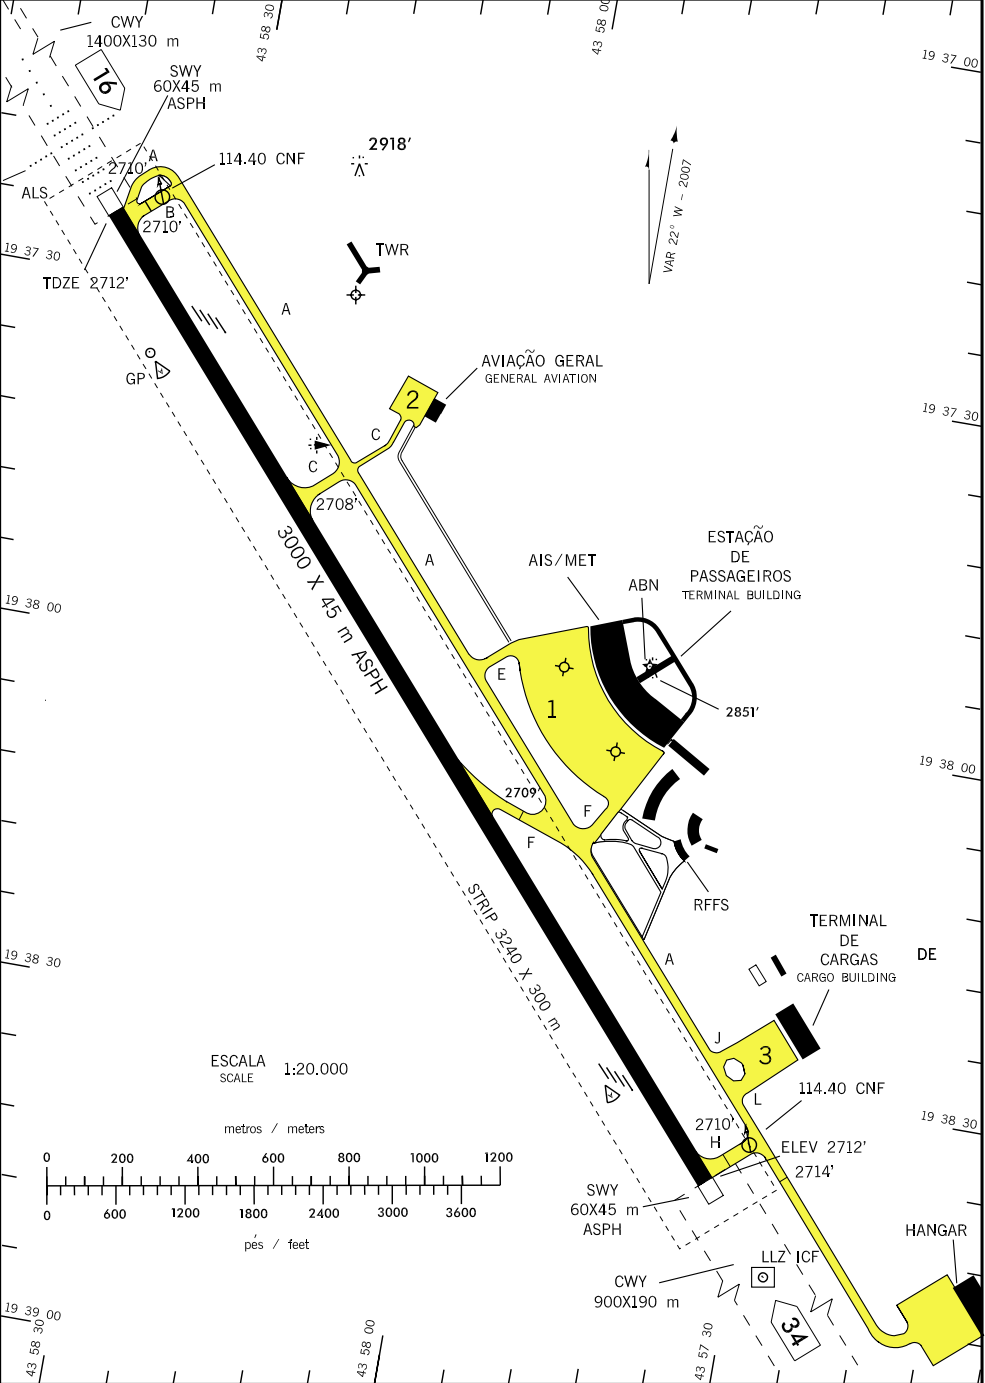 CWY
1400X130 m
43 58 30
43 58 00
19 37 00
16
SWY
60X45 m
ASPH
2918'
A
2710'
114.40 CNF
ALS
B
2710'
VAR 22° W - 2007
19 37 30
TWR
TDZE 2712'
A
GP
AVIAÇÃO GERAL
GENERAL AVIATION
2
19 37 30
C
C
2708'
3000 X 45 m ASPH
AIS/MET
ESTAÇÃO
DE
PASSAGEIROS
TERMINAL BUILDING
A
ABN
19 38 00
E
1
2851'
19 38 00
2709'
F
F
RFFS
STRIP 3240 X 300 m
TERMINAL
DE
CARGAS
CARGO BUILDING
DE
19 38 30
A
J
3
ESCALA 1:20.000
SCALE
L
114.40 CNF
metros / meters
2710'
19 38 30
H
ELEV 2712'
0 200 400 600 800 1000 1200
2714'
0 600 1200 1800 2400 3000 3600
SWY
60X45 m
ASPH
pés / feet
HANGAR
LLZ ICF
CWY
900X190 m
34
19 39 00
43 58 30
43 58 00
43 57 30